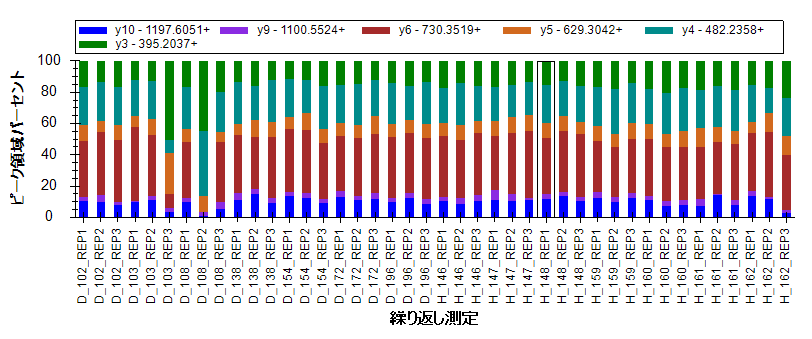 y10 - 1197.6051+ y9 - 1100.5524+ y6 - 730.3519+ y5 - 629.3042+ y4 - 482.2358+
y3 - 395.2037+
ピーク領域パーセント
100
80
60
40
20
0
D_102_REP1
D_102_REP2
D_102_REP3
D_103_REP1
D_103_REP2
D_103_REP3
D_108_REP1
D_108_REP2
D_108_REP3
D_138_REP1
D_138_REP2
D_138_REP3
D_154_REP1
D_154_REP2
D_154_REP3
D_172_REP1
D_172_REP2
D_172_REP3
D_196_REP1
D_196_REP2
D_196_REP3
H_146_REP1
H_146_REP2
H_146_REP3
H_147_REP1
H_147_REP2
H_147_REP3
H_148_REP1
H_148_REP2
H_148_REP3
H_159_REP1
H_159_REP2
H_159_REP3
H_160_REP1
H_160_REP2
H_160_REP3
H_161_REP1
H_161_REP2
H_161_REP3
H_162_REP1
H_162_REP2
H_162_REP3
繰り返し測定